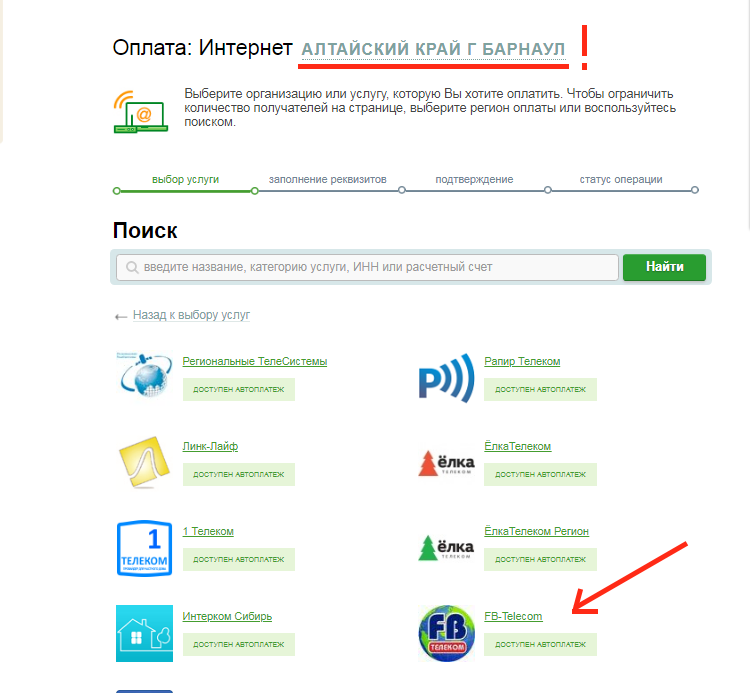 Оплата: Интернет АЛТАЙСКИЙ КРАЙ Г БАРНАУЛ
Выберите организацию или услугу, которую Вы хотите оплатить. Чтобы ограничить
количество получателей на странице, выберите регион оплаты или воспользуйтесь
поиском.
выбор услуги заполнение реквизитов подтверждение статус операции
Поиск
введите название, категорию услуги, ИНН или расчетный счет Найти
← Назад к выбору услуг
Региональные ТелеСистемы
ДОСТУПЕН АВТОПЛАТЕЖ
Рапир Телеком
ДОСТУПЕН АВТОПЛАТЕЖ
Линк-Лайф
ДОСТУПЕН АВТОПЛАТЕЖ
ёлка
ТЕЛЕКОМ
ЁлкаТелеком
ДОСТУПЕН АВТОПЛАТЕЖ
1
ТЕЛЕКОМ
1 Телеком
ДОСТУПЕН АВТОПЛАТЕЖ
ёлка
ТЕЛЕКОМ
ЁлкаТелеком Регион
ДОСТУПЕН АВТОПЛАТЕЖ
Интерком Сибирь
ДОСТУПЕН АВТОПЛАТЕЖ
FB
ТЕЛЕКОМ
FB-Telecom
ДОСТУПЕН АВТОПЛАТЕЖ